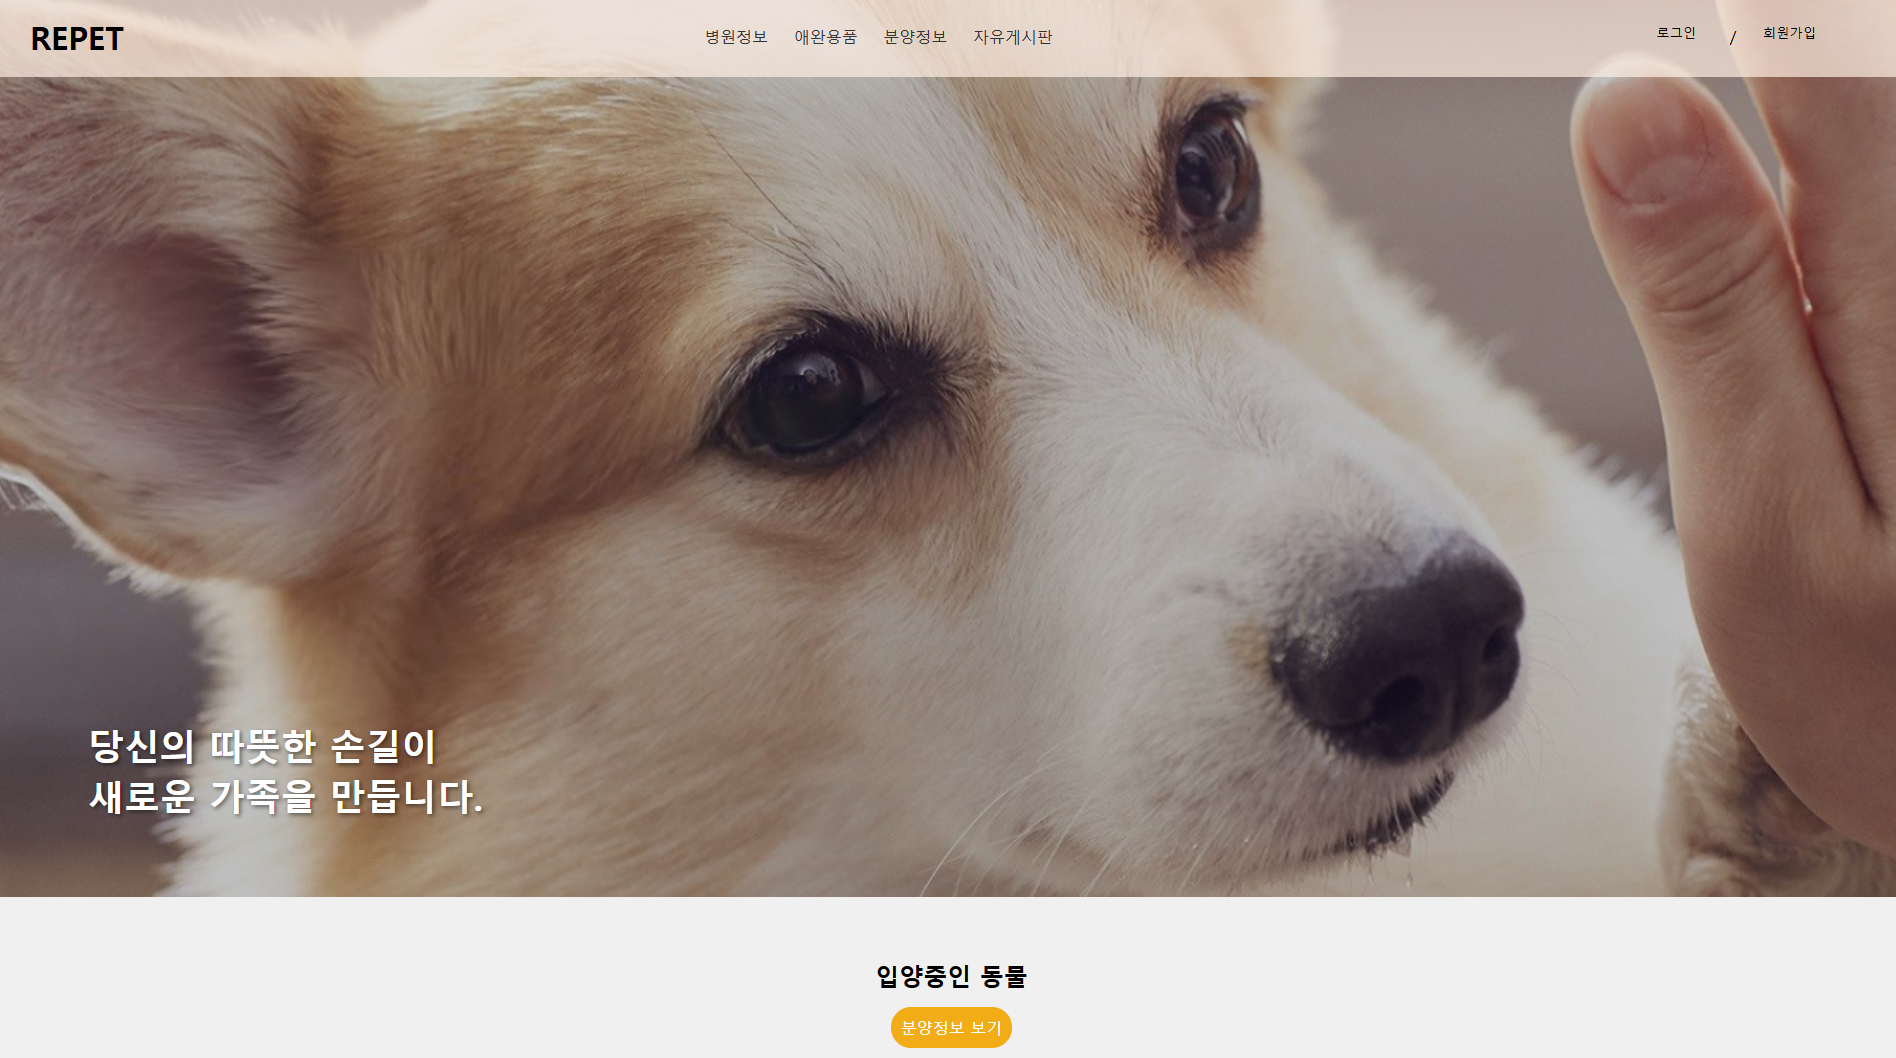 REPET
병원정보 애완용품 분양정보 자유게시판
로그인 / 회원가입
당신의 따뜻한 손길이
새로운 가족을 만듭니다.
입양중인 동물
분양정보 보기